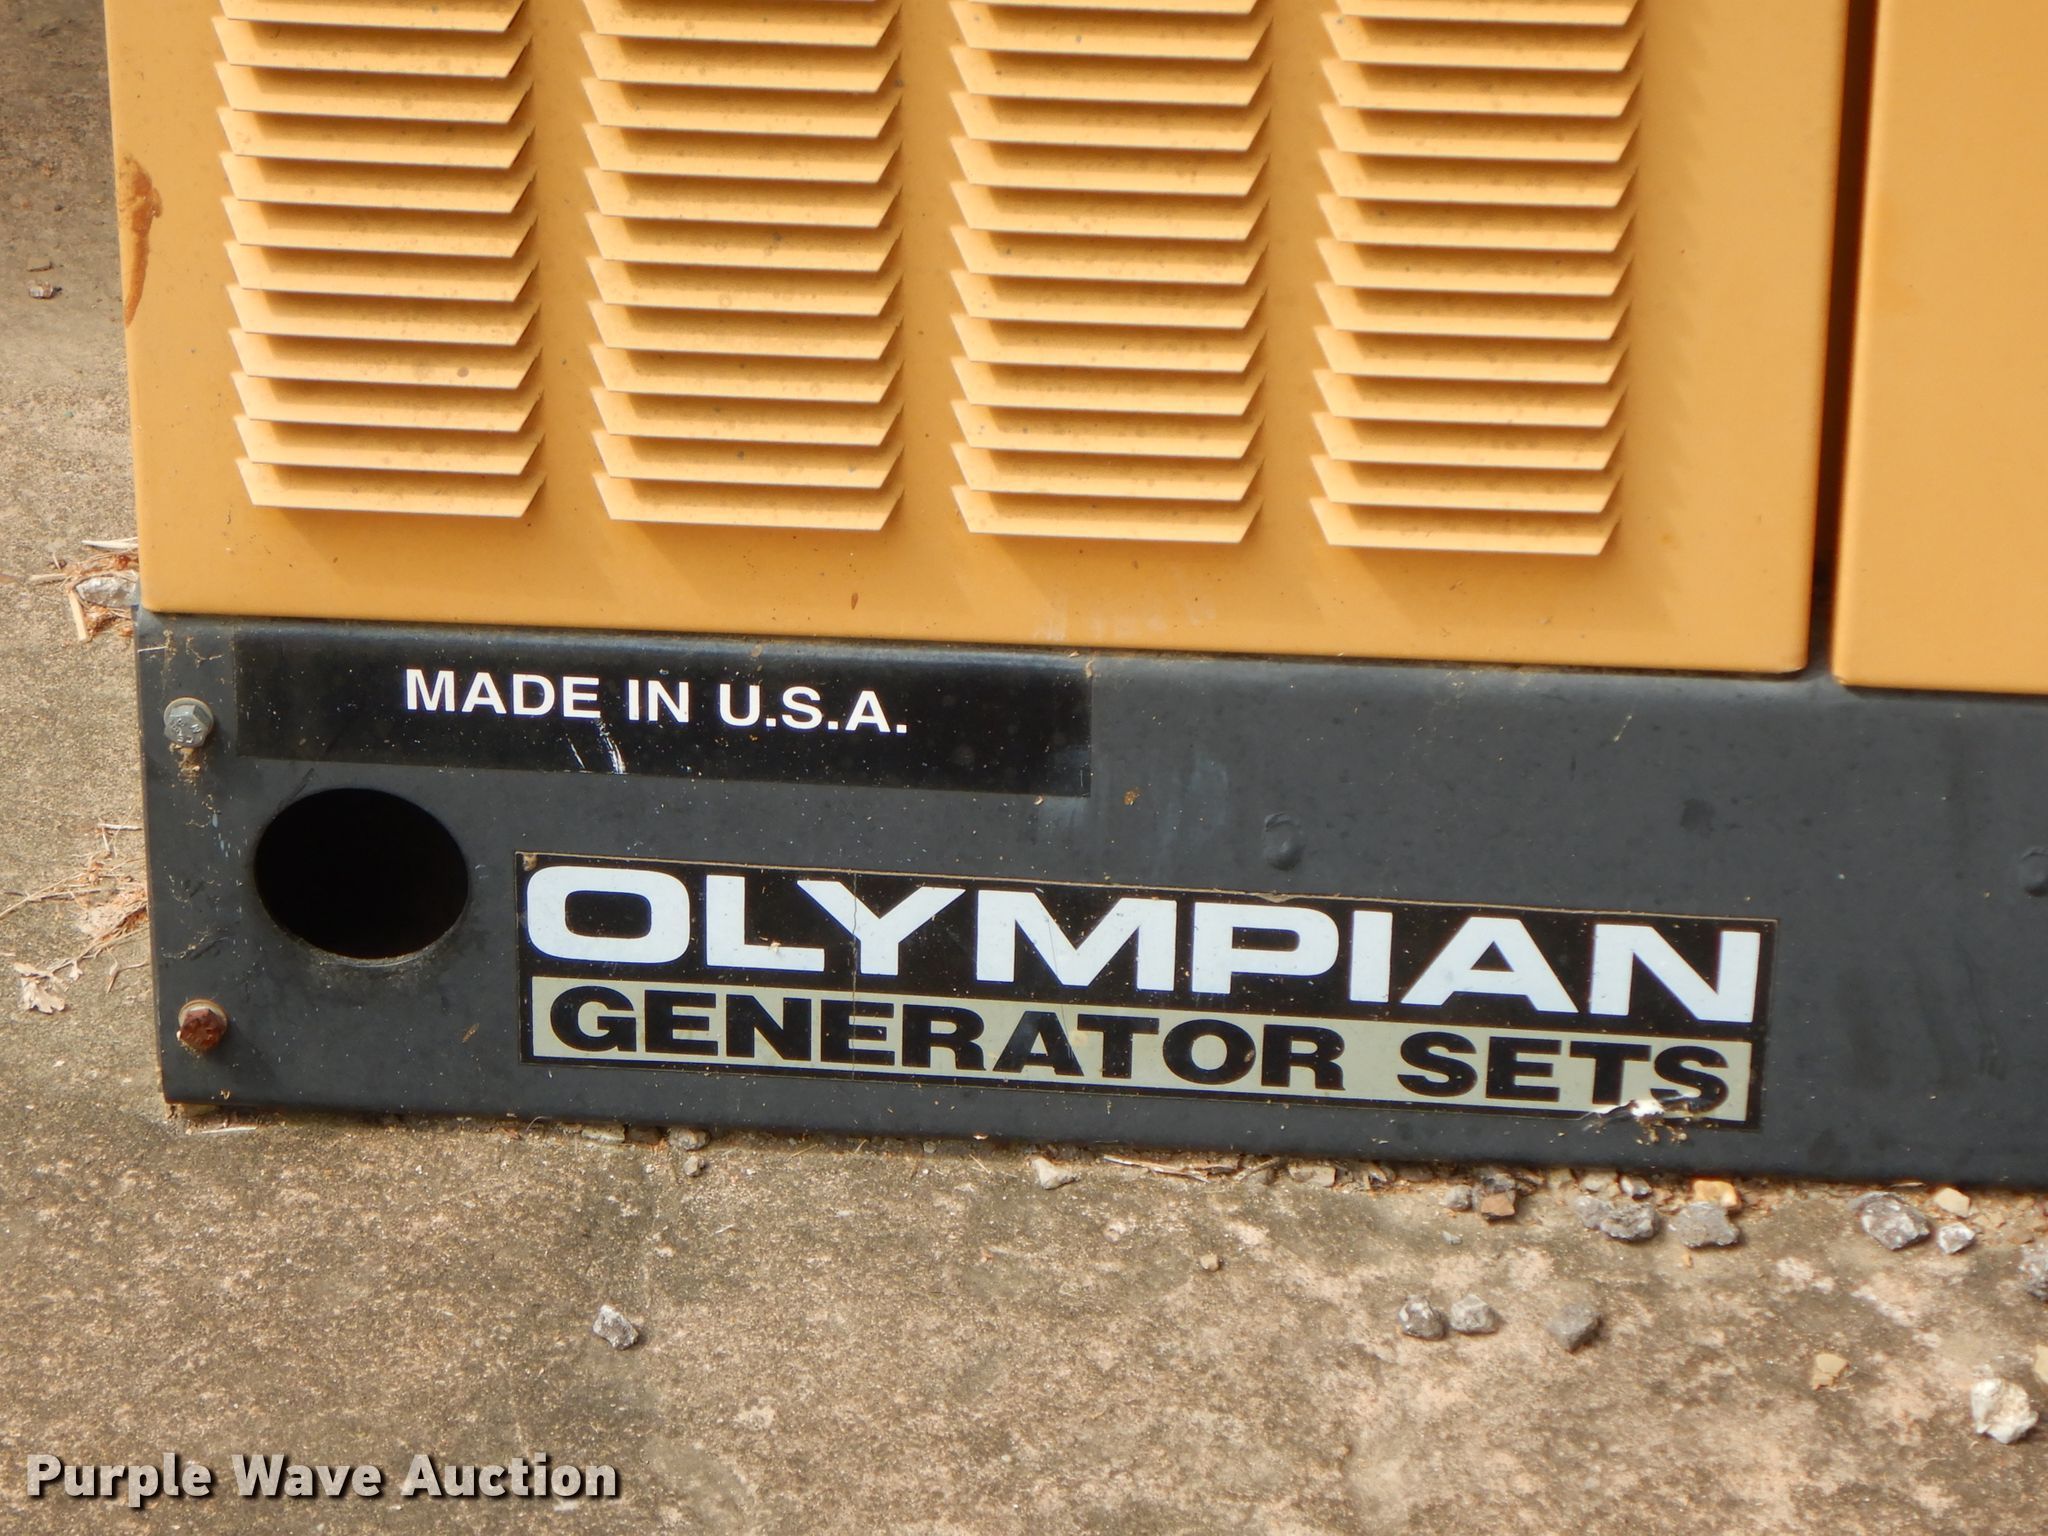 MADE IN U.S.A.
OLYMPIAN
GENERATOR SETS
Purple Wave Auction